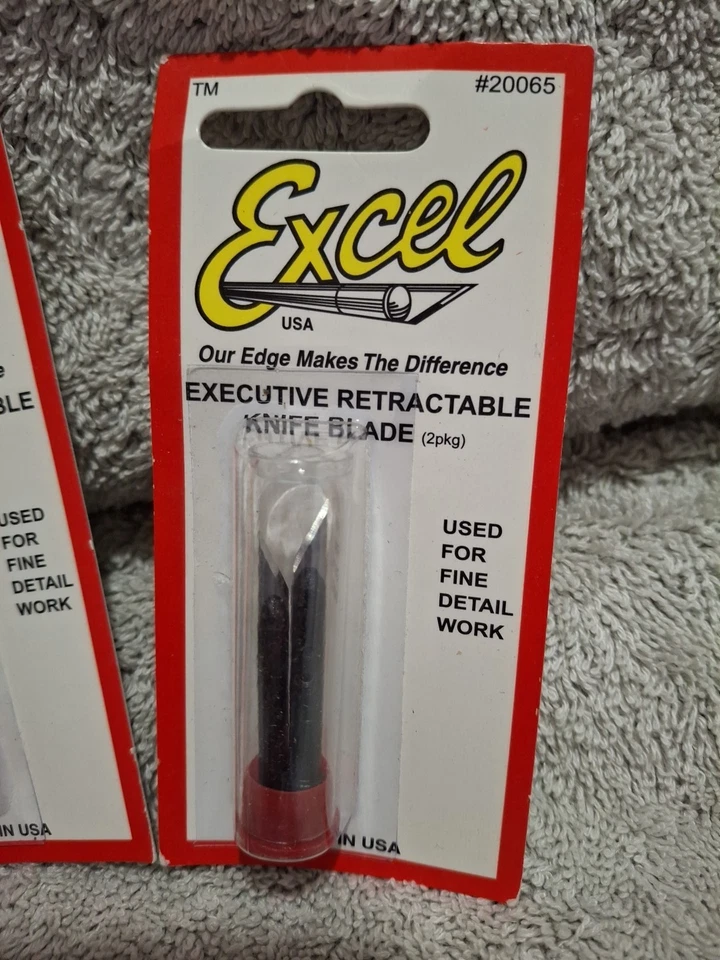 TM
#20065
Excel
USA
Our Edge Makes The Difference
EXECUTIVE RETRACTABLE
KNIFE BLADE (2pkg)
USED
FOR
FINE
DETAIL
WORK
IN USA
USED
FOR
FINE
DETAIL
WORK
IN USA